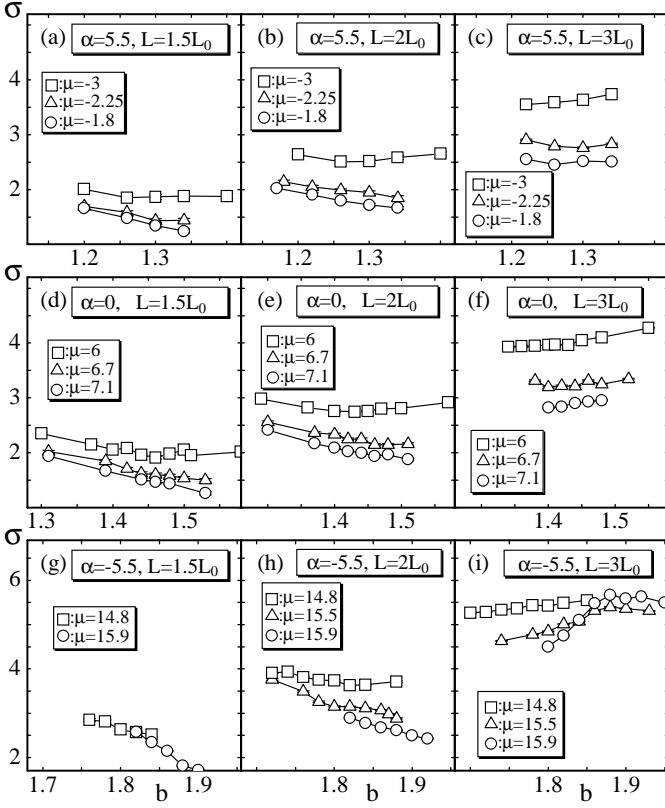 σ
(a) α=5.5, L=1.5L₀
(b) α=5.5, L=2L₀
(c) α=5.5, L=3L₀
5
4
3
2
□:μ=-3
△:μ=-2.25
○:μ=-1.8
□:μ=-3
△:μ=-2.25
○:μ=-1.8
□:μ=-3
△:μ=-2.25
○:μ=-1.8
1.2 1.3 1.2 1.3 1.2 1.3
σ
(d) α=0, L=1.5L₀
(e) α=0, L=2L₀
(f) α=0, L=3L₀
5
4
3
2
□:μ=6
△:μ=6.7
○:μ=7.1
□:μ=6
△:μ=6.7
○:μ=7.1
□:μ=6
△:μ=6.7
○:μ=7.1
1.3 1.4 1.5 1.4 1.5 1.4 1.5
σ
(g) α=-5.5, L=1.5L₀
(h) α=-5.5, L=2L₀
(i) α=-5.5, L=3L₀
6
4
2
□:μ=14.8
○:μ=15.9
□:μ=14.8
△:μ=15.5
○:μ=15.9
□:μ=14.8
△:μ=15.5
○:μ=15.9
1.7 1.8 1.9 1.8 1.9 1.8 1.9
b b b